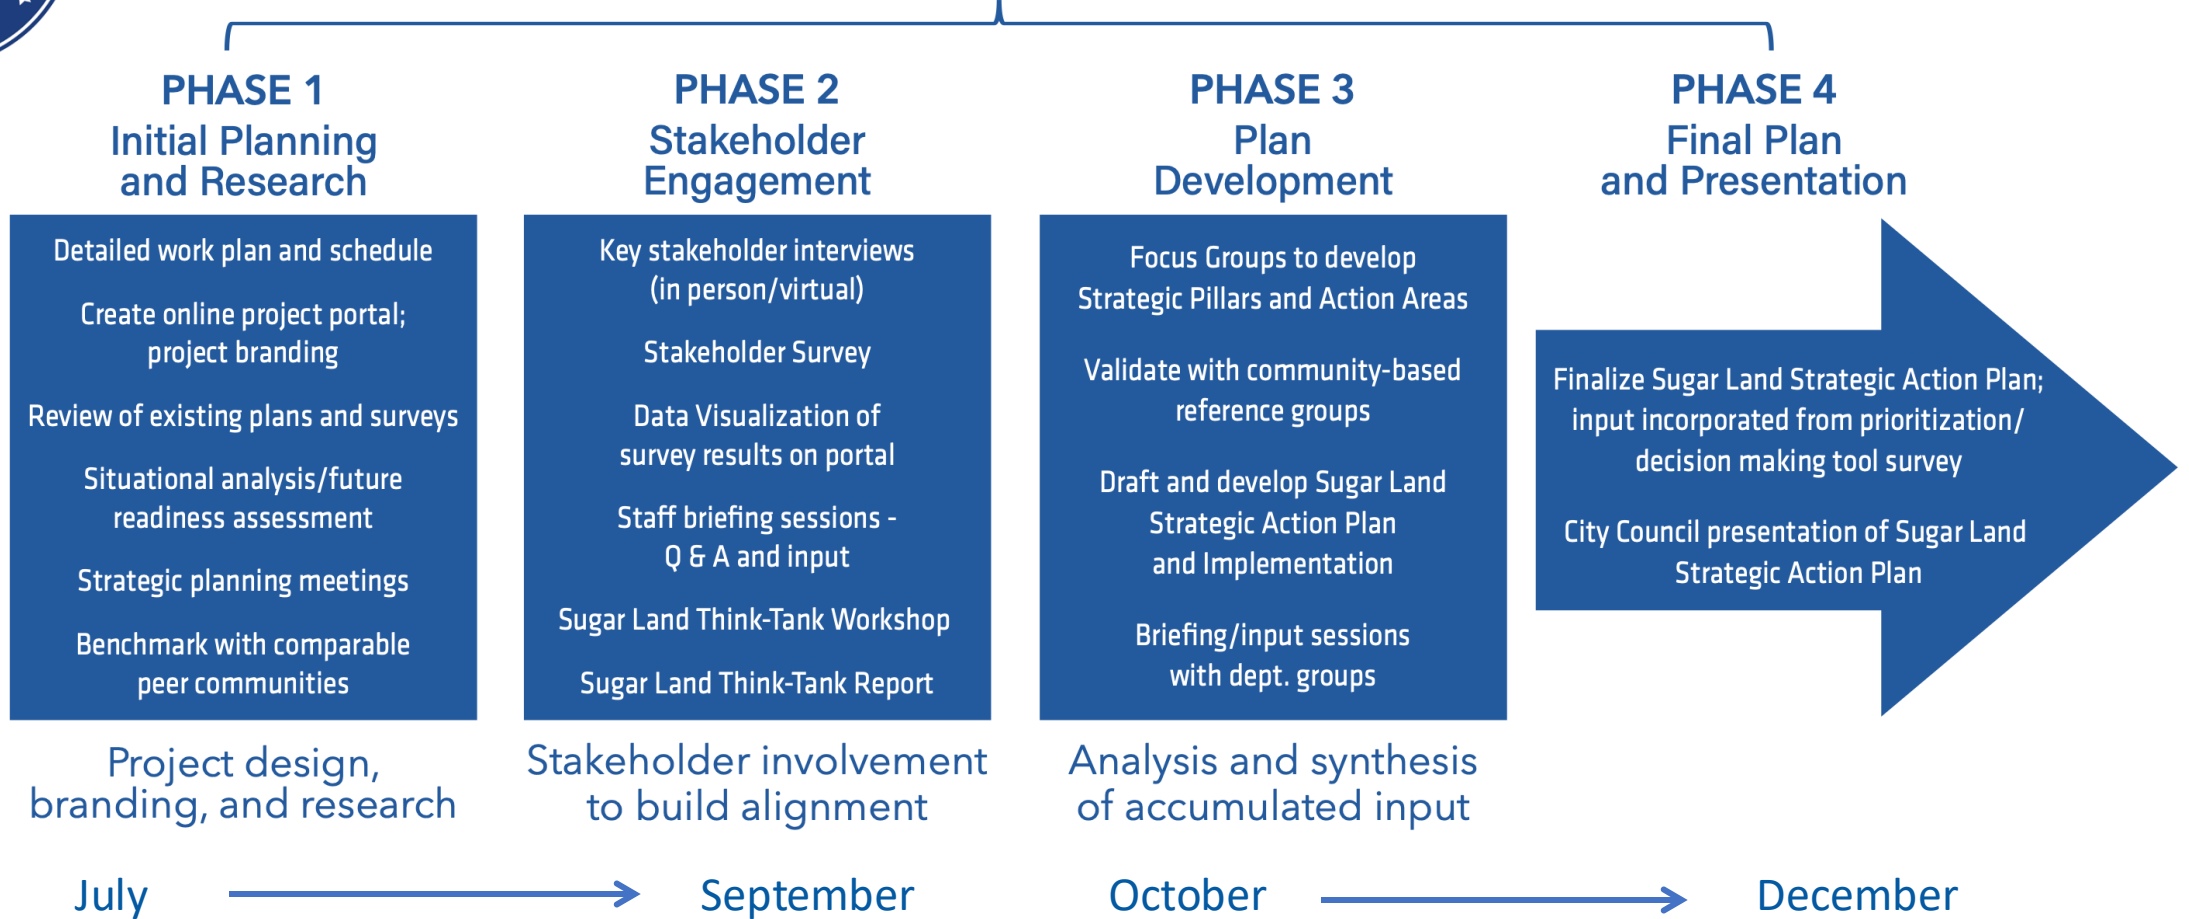 PHASE 1
Initial Planning
and Research
Detailed work plan and schedule
Create online project portal;
project branding
Review of existing plans and surveys
Situational analysis/future
readiness assessment
Strategic planning meetings
Benchmark with comparable
peer communities
Project design,
branding, and research
PHASE 2
Stakeholder
Engagement
Key stakeholder interviews
(in person/virtual)
Stakeholder Survey
Data Visualization of
survey results on portal
Staff briefing sessions -
Q & A and input
Sugar Land Think-Tank Workshop
Sugar Land Think-Tank Report
Stakeholder involvement
to build alignment
PHASE 3
Plan
Development
Focus Groups to develop
Strategic Pillars and Action Areas
Validate with community-based
reference groups
Draft and develop Sugar Land
Strategic Action Plan
and Implementation
Briefing/input sessions
with dept. groups
Analysis and synthesis
of accumulated input
PHASE 4
Final Plan
and Presentation
Finalize Sugar Land Strategic Action Plan;
input incorporated from prioritization/
decision making tool survey
City Council presentation of Sugar Land
Strategic Action Plan
July
September
October
December